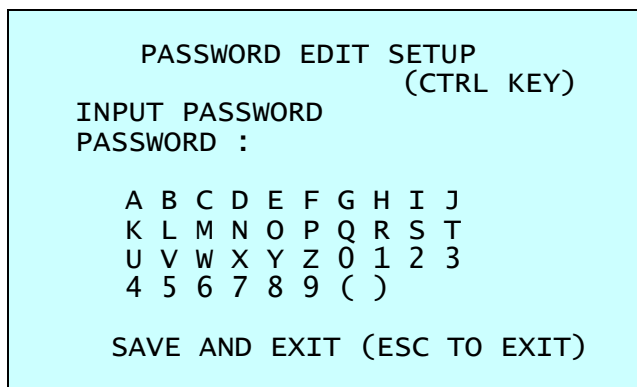 PASSWORD EDIT SETUP
(CTRL KEY)
INPUT PASSWORD
PASSWORD :
A B C D E F G H I J
K L M N O P Q R S T
U V W X Y Z 0 1 2 3
4 5 6 7 8 9 ( )
SAVE AND EXIT (ESC TO EXIT)